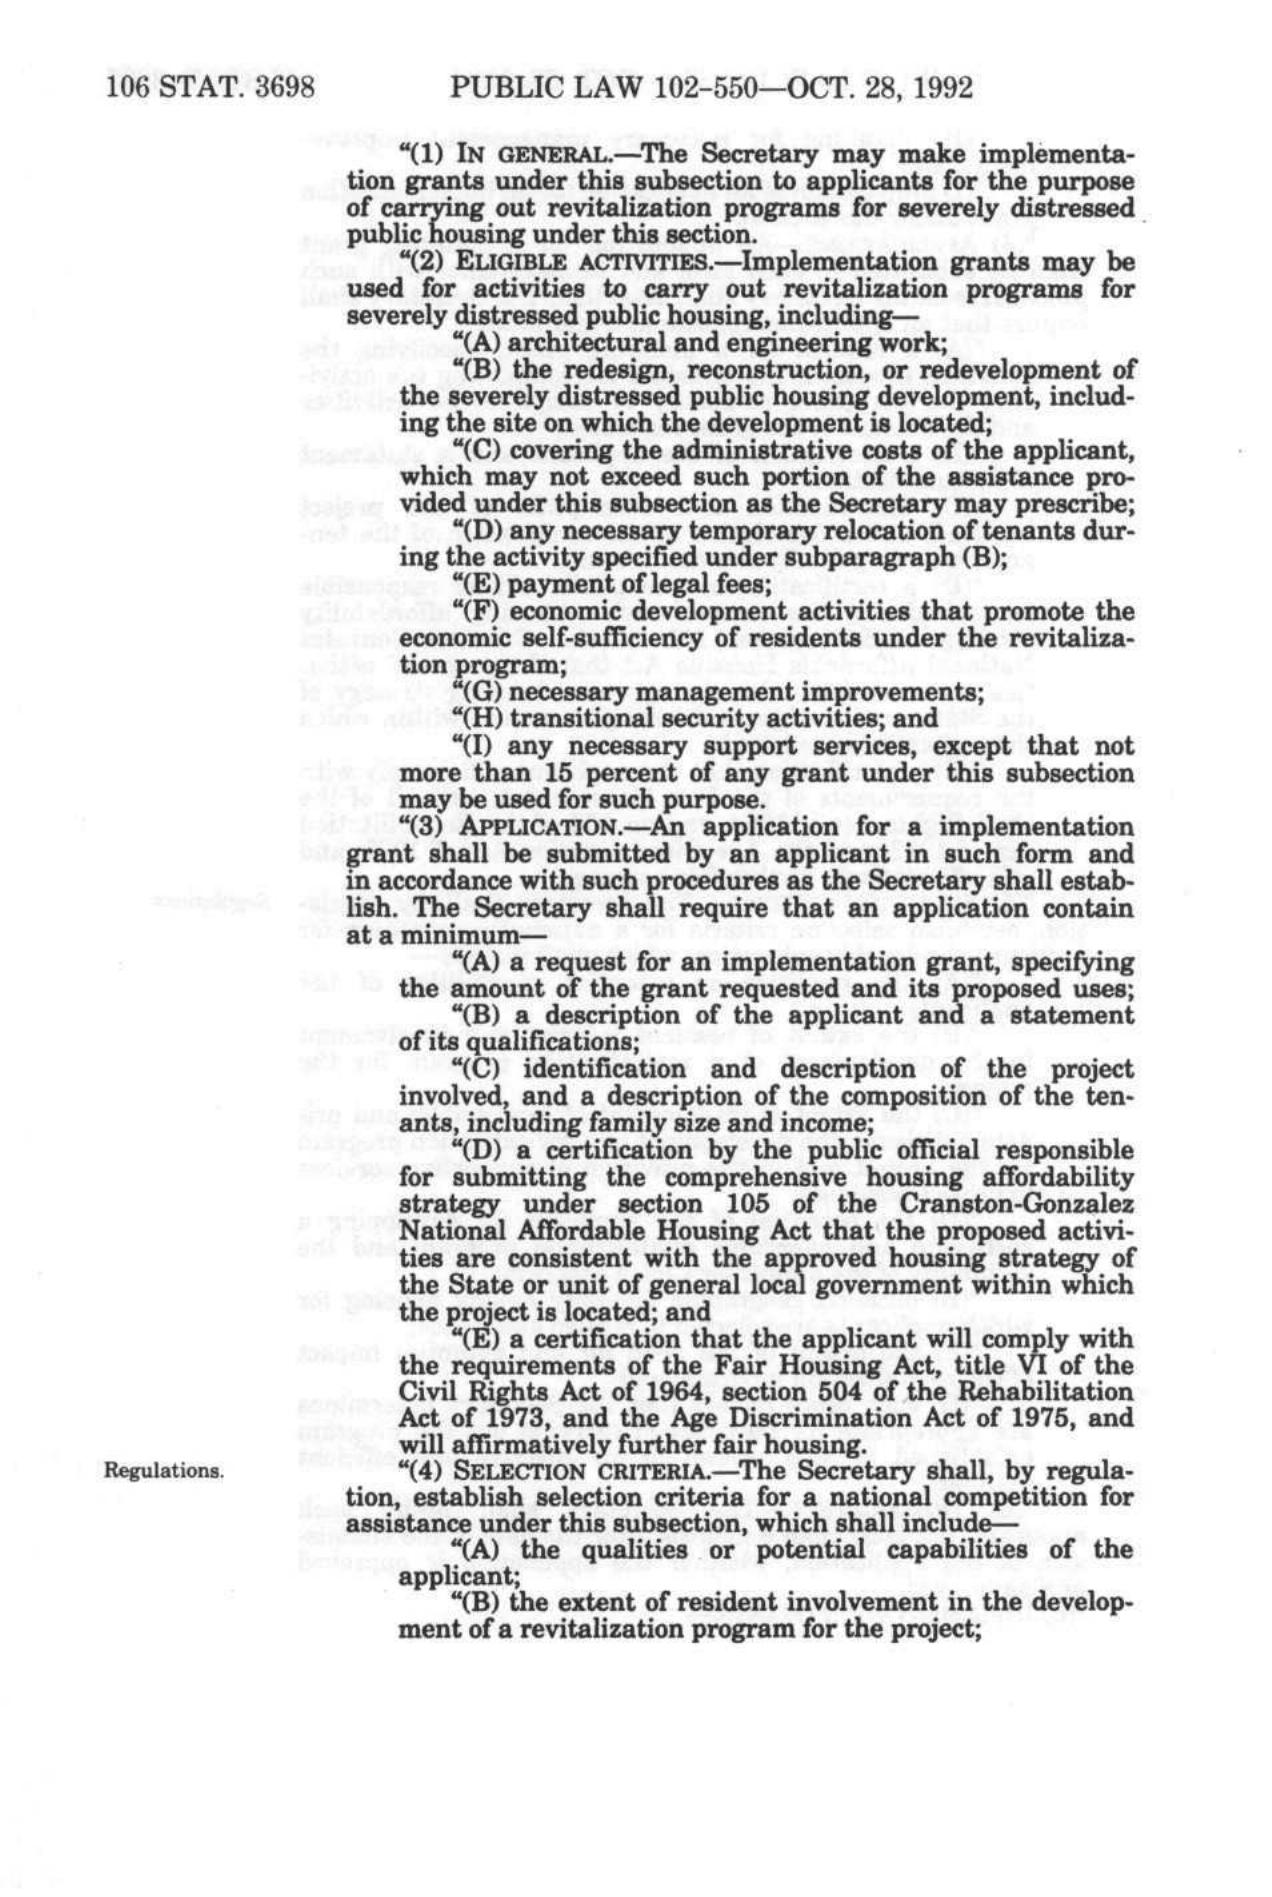 106 STAT. 3698 PUBLIC LAW 102-550—OCT. 28, 1992
“(1) IN GENERAL.—The Secretary may make implementa-
tion grants under this subsection to applicants for the purpose
of carrying out revitalization programs for severely distressed
public housing under this section.
“(2) ELIGIBLE ACTIVITIES.—Implementation grants may be
used for activities to carry out revitalization programs for
severely distressed public housing, including—
“(A) architectural and engineering work;
“(B) the redesign, reconstruction, or redevelopment of
the severely distressed public housing development, includ-
ing the site on which the development is located;
“(C) covering the administrative costs of the applicant,
which may not exceed such portion of the assistance pro-
vided under this subsection as the Secretary may prescribe;
“(D) any necessary temporary relocation of tenants dur-
ing the activity specified under subparagraph (B);
“(E) payment of legal fees;
“(F) economic development activities that promote the
economic self-sufficiency of residents under the revitaliza-
tion program;
“(G) necessary management improvements;
“(H) transitional security activities; and
“(I) any necessary support services, except that not
more than 15 percent of any grant under this subsection
may be used for such purpose.
“(3) APPLICATION.—An application for a implementation
grant shall be submitted by an applicant in such form and
in accordance with such procedures as the Secretary shall estab-
lish. The Secretary shall require that an application contain
at a minimum—
“(A) a request for an implementation grant, specifying
the amount of the grant requested and its proposed uses;
“(B) a description of the applicant and a statement
of its qualifications;
“(C) identification and description of the project
involved, and a description of the composition of the ten-
ants, including family size and income;
“(D) a certification by the public official responsible
for submitting the comprehensive housing affordability
strategy under section 105 of the Cranston-Gonzalez
National Affordable Housing Act that the proposed activi-
ties are consistent with the approved housing strategy of
the State or unit of general local government within which
the project is located; and
“(E) a certification that the applicant will comply with
the requirements of the Fair Housing Act, title VI of the
Civil Rights Act of 1964, section 504 of the Rehabilitation
Act of 1973, and the Age Discrimination Act of 1975, and
will affirmatively further fair housing.
Regulations. “(4) SELECTION CRITERIA.—The Secretary shall, by regula-
tion, establish selection criteria for a national competition for
assistance under this subsection, which shall include—
“(A) the qualities or potential capabilities of the
applicant;
“(B) the extent of resident involvement in the develop-
ment of a revitalization program for the project;